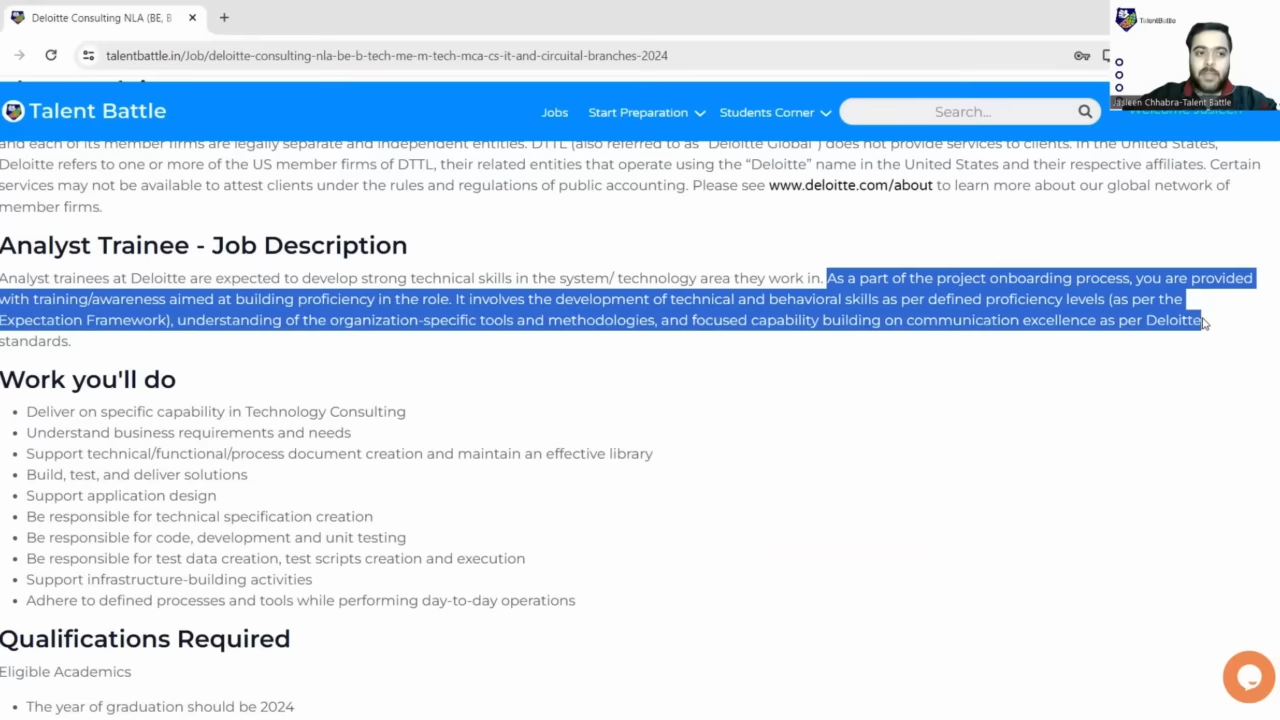 Deloitte Consulting NLA (BE, B
talentbattle.in/Job/deloitte-consulting-nla-be-b-tech-me-m-tech-mca-cs-it-and-circuital-branches-2024
TalentBattle
Jasleen Chhabra-Talent Battle
Talent Battle
Jobs
Start Preparation
Students Corner
Search...
Welcome Jasleen
and each of its member firms are legally separate and independent entities. DTTL (also referred to as "Deloitte Global") does not provide services to clients. In the United States,
Deloitte refers to one or more of the US member firms of DTTL, their related entities that operate using the “Deloitte” name in the United States and their respective affiliates. Certain
services may not be available to attest clients under the rules and regulations of public accounting. Please see www.deloitte.com/about to learn more about our global network of
member firms.
Analyst Trainee - Job Description
Analyst trainees at Deloitte are expected to develop strong technical skills in the system/ technology area they work in. As a part of the project onboarding process, you are provided
with training/awareness aimed at building proficiency in the role. It involves the development of technical and behavioral skills as per defined proficiency levels (as per the
Expectation Framework), understanding of the organization-specific tools and methodologies, and focused capability building on communication excellence as per Deloitte
standards.
Work you'll do
• Deliver on specific capability in Technology Consulting
• Understand business requirements and needs
• Support technical/functional/process document creation and maintain an effective library
• Build, test, and deliver solutions
• Support application design
• Be responsible for technical specification creation
• Be responsible for code, development and unit testing
• Be responsible for test data creation, test scripts creation and execution
• Support infrastructure-building activities
• Adhere to defined processes and tools while performing day-to-day operations
Qualifications Required
Eligible Academics
• The year of graduation should be 2024